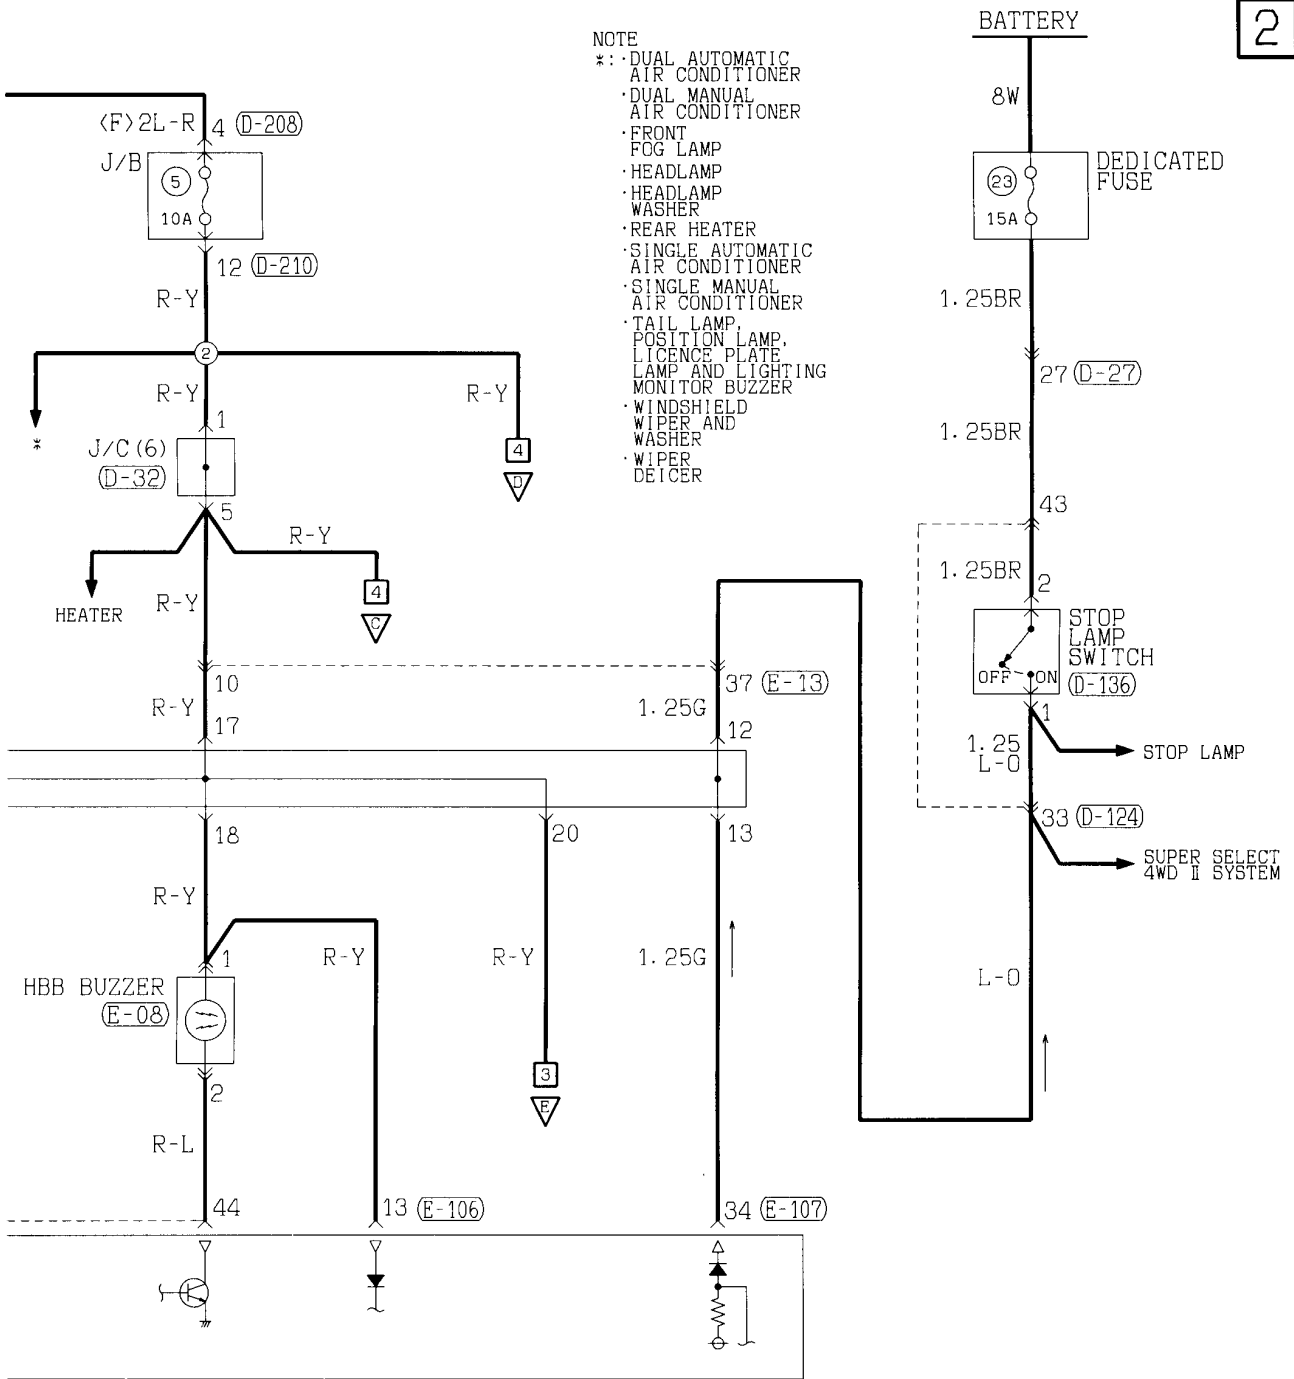 2
BATTERY
8W
DEDICATED
FUSE
23
15A
1.25BR
27 (D-27)
1.25BR
43
1.25BR
2
STOP
LAMP
SWITCH
(D-136)
OFF
ON
1
1.25
L-O
STOP LAMP
33 (D-124)
SUPER SELECT
4WD Ⅱ SYSTEM
L-O
NOTE
*:·DUAL AUTOMATIC
AIR CONDITIONER
·DUAL MANUAL
AIR CONDITIONER
·FRONT
FOG LAMP
·HEADLAMP
·HEADLAMP
WASHER
·REAR HEATER
·SINGLE AUTOMATIC
AIR CONDITIONER
·SINGLE MANUAL
AIR CONDITIONER
·TAIL LAMP,
POSITION LAMP,
LICENCE PLATE
LAMP AND LIGHTING
MONITOR BUZZER
·WINDSHIELD
WIPER AND
WASHER
·WIPER
DEICER
<F>2L-R
4 (D-208)
J/B
5
10A
12 (D-210)
R-Y
2
R-Y
R-Y
*
1
J/C(6)
(D-32)
4
D
5
R-Y
HEATER
R-Y
4
C
10
37 (E-13)
R-Y
1.25G
17
12
18
20
13
R-Y
1
R-Y
R-Y
1.25G
HBB BUZZER
(E-08)
2
3
E
R-L
44
13 (E-106)
34 (E-107)